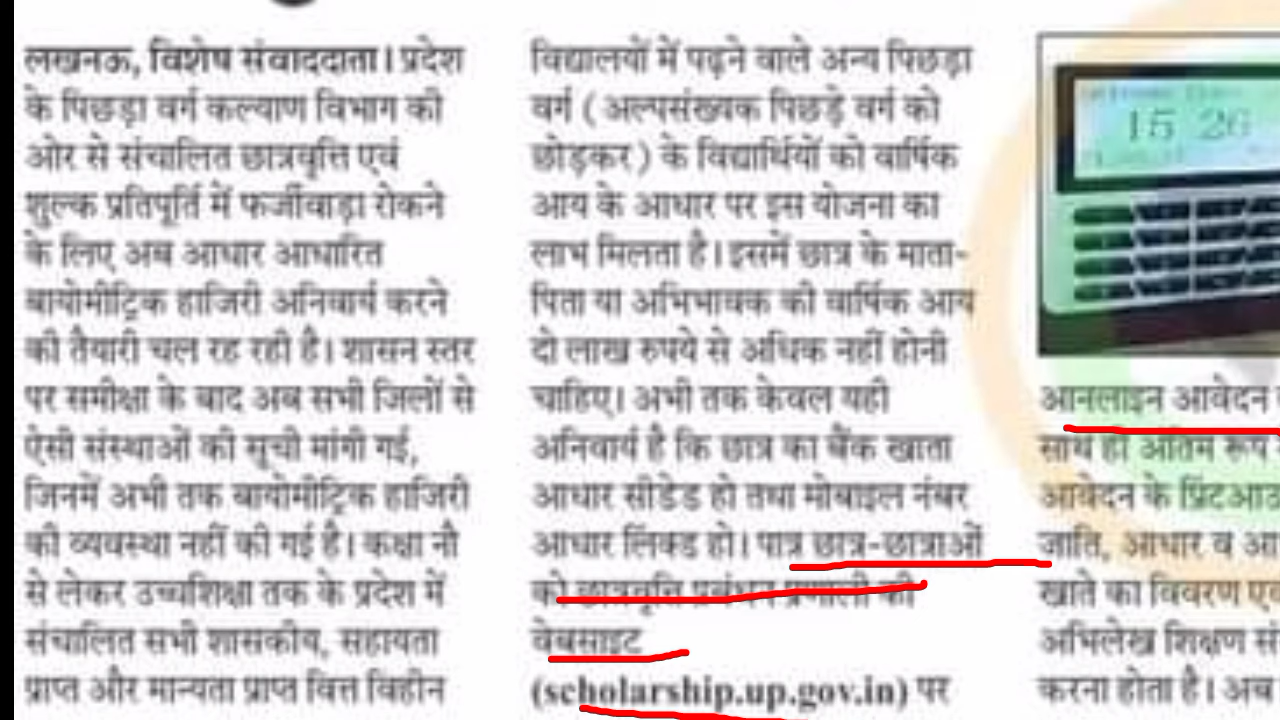 लखनऊ, विशेष संवाददाता। प्रदेश
के पिछड़ा वर्ग कल्याण विभाग की
ओर से संचालित छात्रवृत्ति एवं
शुल्क प्रतिपूर्ति में फर्जीवाड़ा रोकने
के लिए अब आधार आधारित
बायोमीट्रिक हाजिरी अनिवार्य करने
की तैयारी चल रह रही है। शासन स्तर
पर समीक्षा के बाद अब सभी जिलों से
ऐसी संस्थाओं की सूची मांगी गई,
जिनमें अभी तक बायोमीट्रिक हाजिरी
की व्यवस्था नहीं की गई है। कक्षा नौ
से लेकर उच्चशिक्षा तक के प्रदेश में
संचालित सभी शासकीय, सहायता
प्राप्त और मान्यता प्राप्त वित्त विहीन
विद्यालयों में पढ़ने वाले अन्य पिछड़ा
वर्ग ( अल्पसंख्यक पिछड़े वर्ग को
छोड़कर ) के विद्यार्थियों को वार्षिक
आय के आधार पर इस योजना का
लाभ मिलता है। इसमें छात्र के माता-
पिता या अभिभावक की वार्षिक आय
दो लाख रुपये से अधिक नहीं होनी
चाहिए। अभी तक केवल यही
अनिवार्य है कि छात्र का बैंक खाता
आधार सीडेड हो तथा मोबाइल नंबर
आधार लिंक्ड हो। पात्र छात्र-छात्राओं
को छात्रवृत्ति प्रबंधन प्रणाली की
वेबसाइट
(scholarship.up.gov.in) पर
15 26
आनलाइन आवेदन
साथ ही अंतिम रूप
आवेदन के प्रिंटआउ
जाति, आधार व आ
खाते का विवरण एव
अभिलेख शिक्षण सं
करना होता है। अब